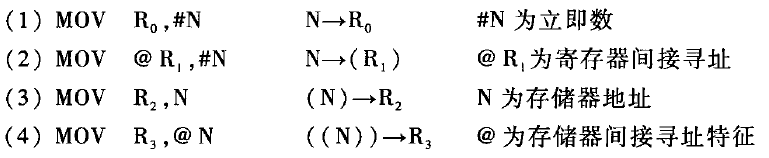 (1) MOV R₀,#N N→R₀ #N 为立即数
(2) MOV @R₁,#N N→(R₁) @R₁为寄存器间接寻址
(3) MOV R₂,N (N)→R₂ N 为存储器地址
(4) MOV R₃,@N ((N))→R₃ @为存储器间接寻址特征